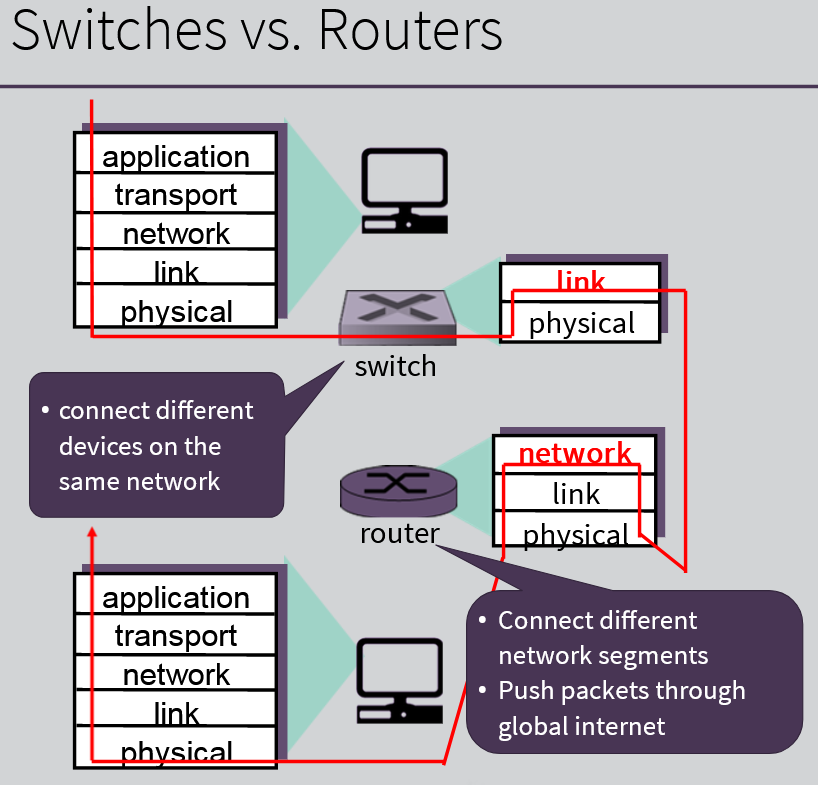 Switches vs. Routers
application
transport
network
link
physical
link
physical
switch
• connect different
devices on the
same network
network
link
physical
router
application
transport
network
link
physical
• Connect different
network segments
• Push packets through
global internet